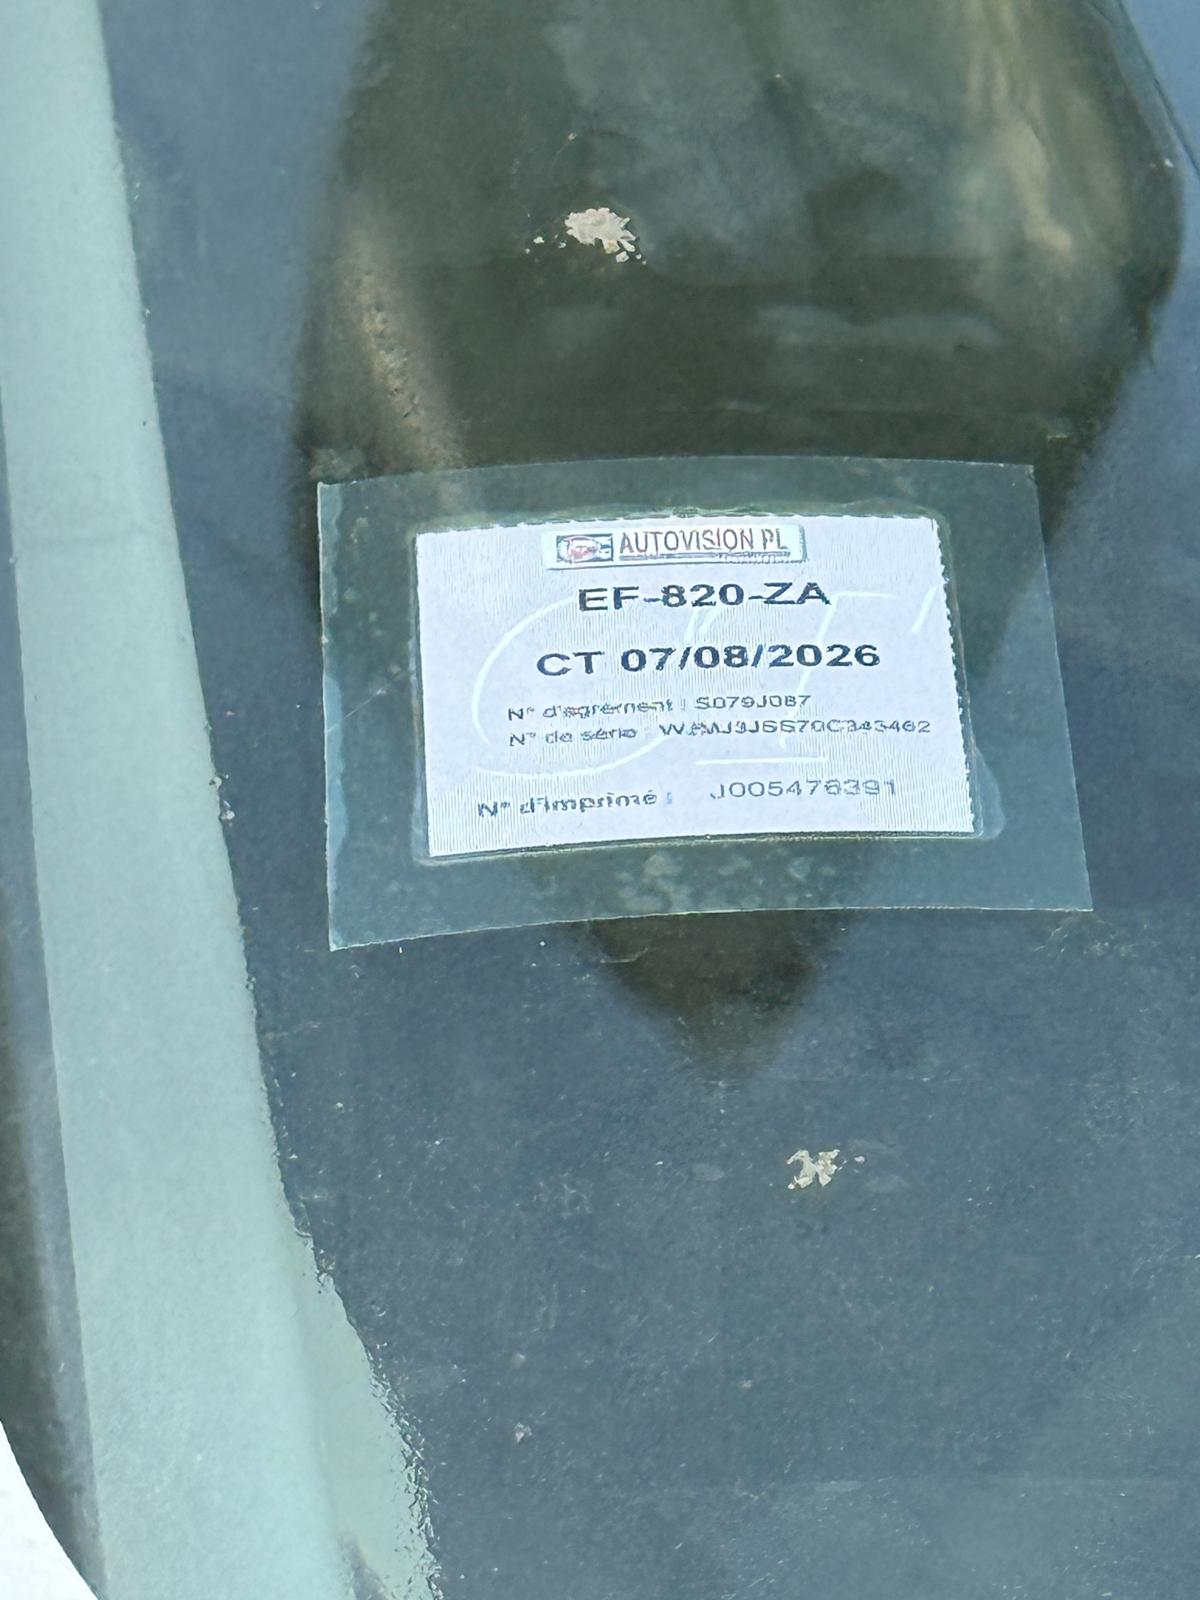 AUTOVISION PL
EF-820-ZA
CT 07/08/2026
N° d'agrément : S079J087
N° de série :
N° d'imprimé : J005476391